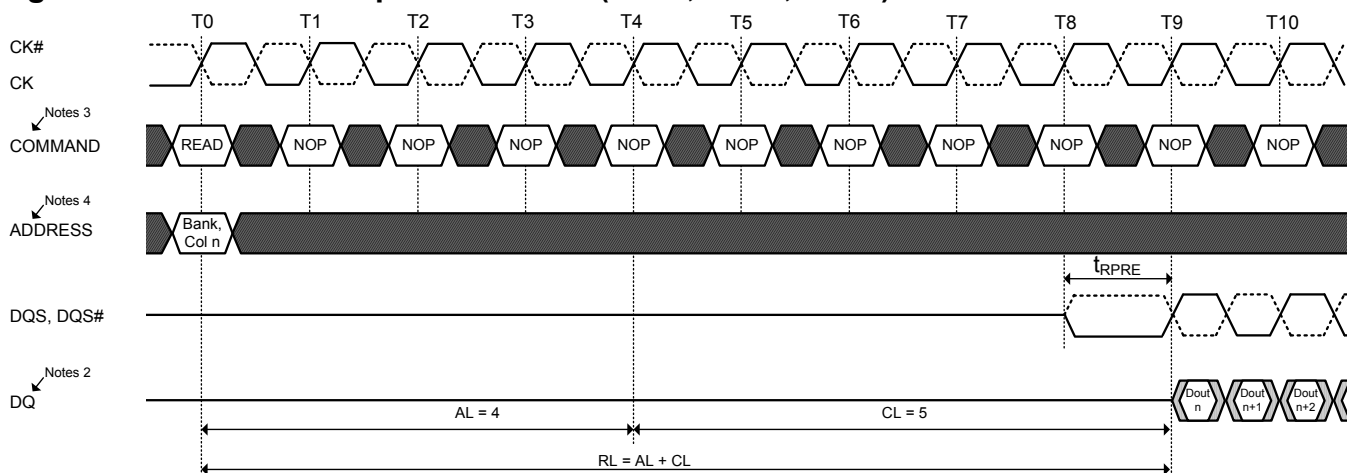 T0 T1 T2 T3 T4 T5 T6 T7 T8 T9 T10
CK#
CK
Notes 3
COMMAND READ NOP NOP NOP NOP NOP NOP NOP NOP NOP NOP
Notes 4
ADDRESS
Bank,
Col n
tRPRE
DQS, DQS#
Notes 2
DQ
Dout n
Dout n+1
Dout n+2
AL = 4 CL = 5
RL = AL + CL